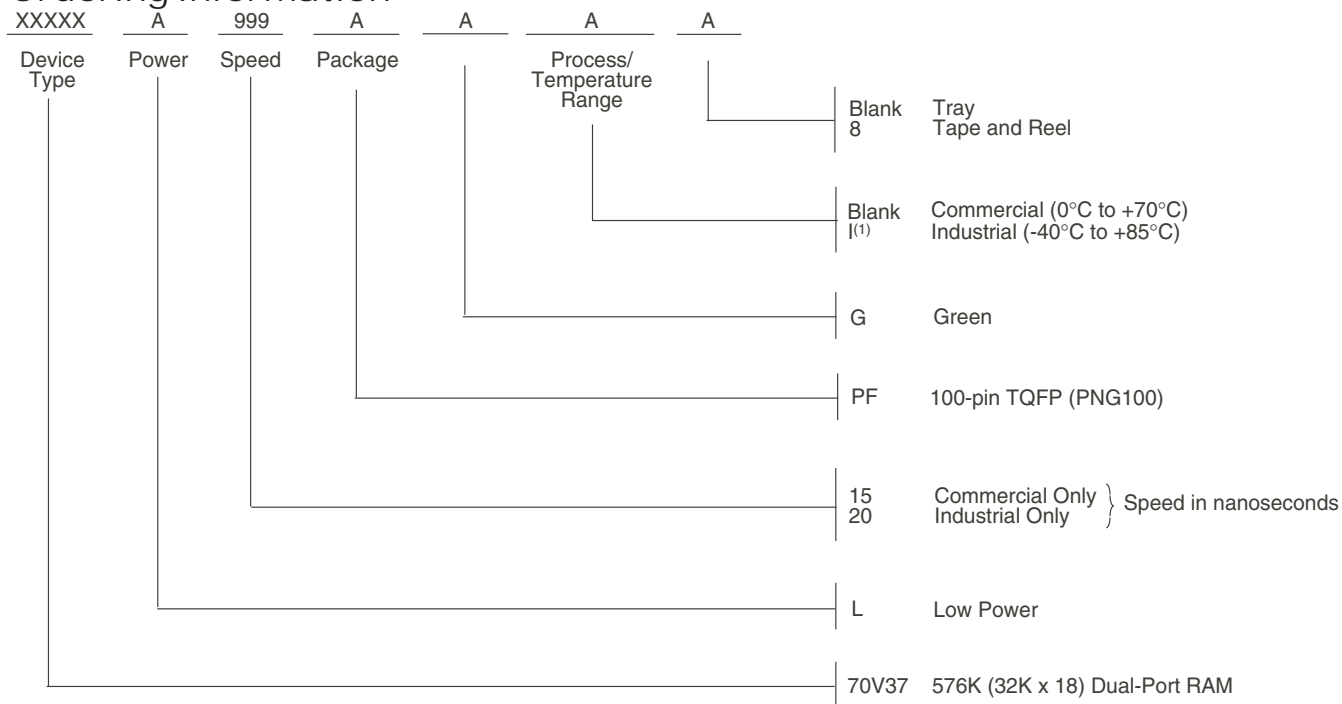 Ordering Information
XXXXX A 999 A A A A
Device Type Power Speed Package Process/ Temperature Range
Blank Tray
8 Tape and Reel
Blank Commercial (0°C to +70°C)
I(1) Industrial (-40°C to +85°C)
G Green
PF 100-pin TQFP (PNG100)
15 Commercial Only
20 Industrial Only
} Speed in nanoseconds
L Low Power
70V37 576K (32K x 18) Dual-Port RAM